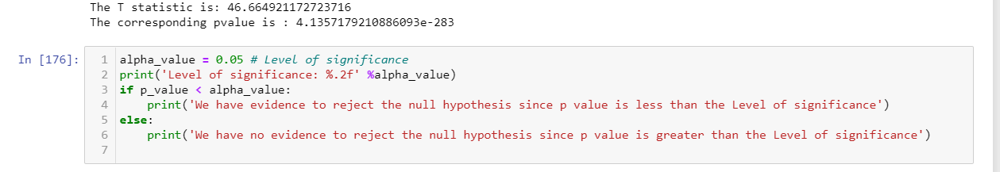 The T statistic is: 46.664921172723716
The corresponding pvalue is : 4.1357179210886093e-283
In [176]:
1 alpha_value = 0.05 # Level of significance
2 print('Level of significance: %.2f' %alpha_value)
3 if p_value < alpha_value:
4 print('We have evidence to reject the null hypothesis since p value is less than the Level of significance')
5 else:
6 print('We have no evidence to reject the null hypothesis since p value is greater than the Level of significance')
7